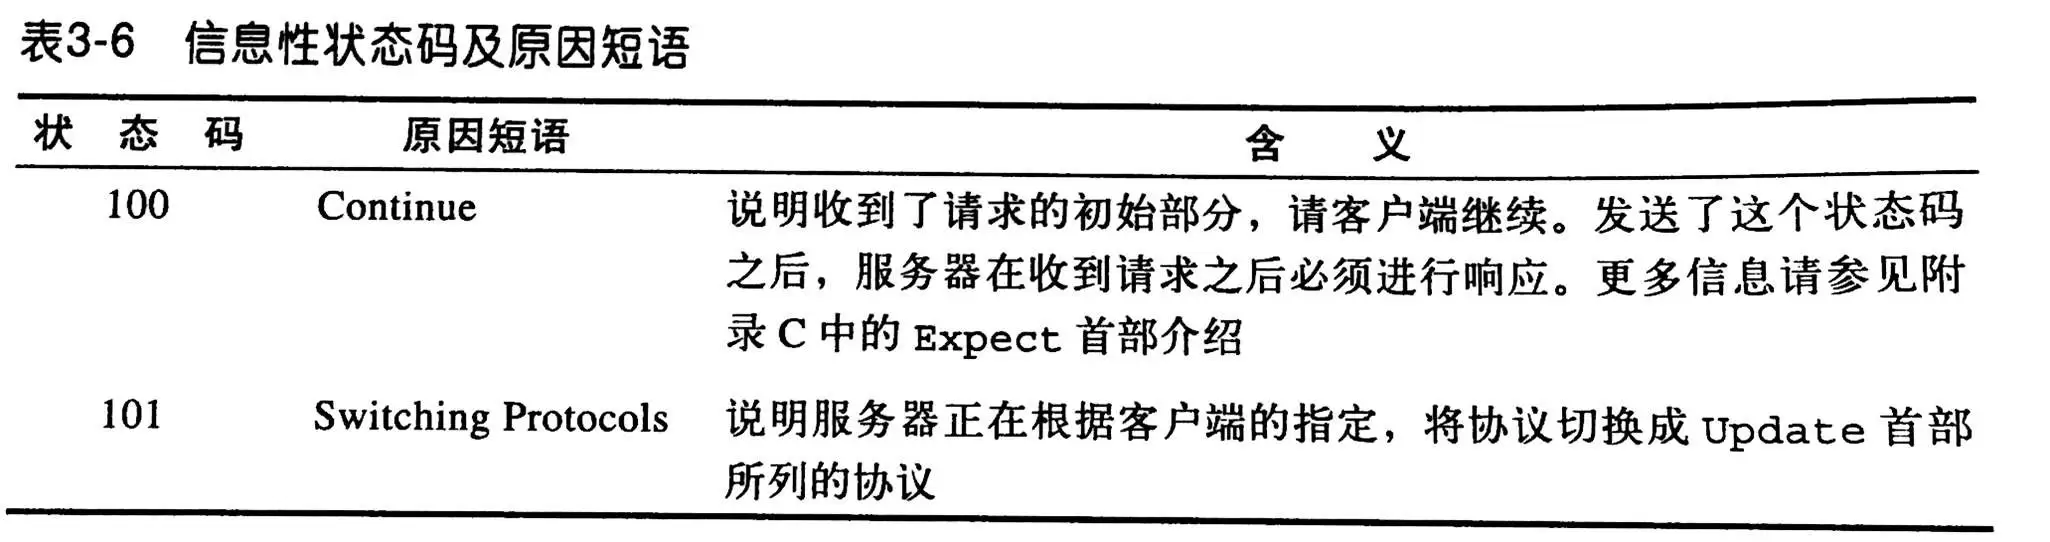 表3-6 信息性状态码及原因短语
状态码 原因短语 含义
100 Continue 说明收到了请求的初始部分，请客户端继续。发送了这个状态码
之后，服务器在收到请求之后必须进行响应。更多信息请参见附
录 C 中的 Expect 首部介绍
101 Switching Protocols 说明服务器正在根据客户端的指定，将协议切换成 Update 首部
所列的协议